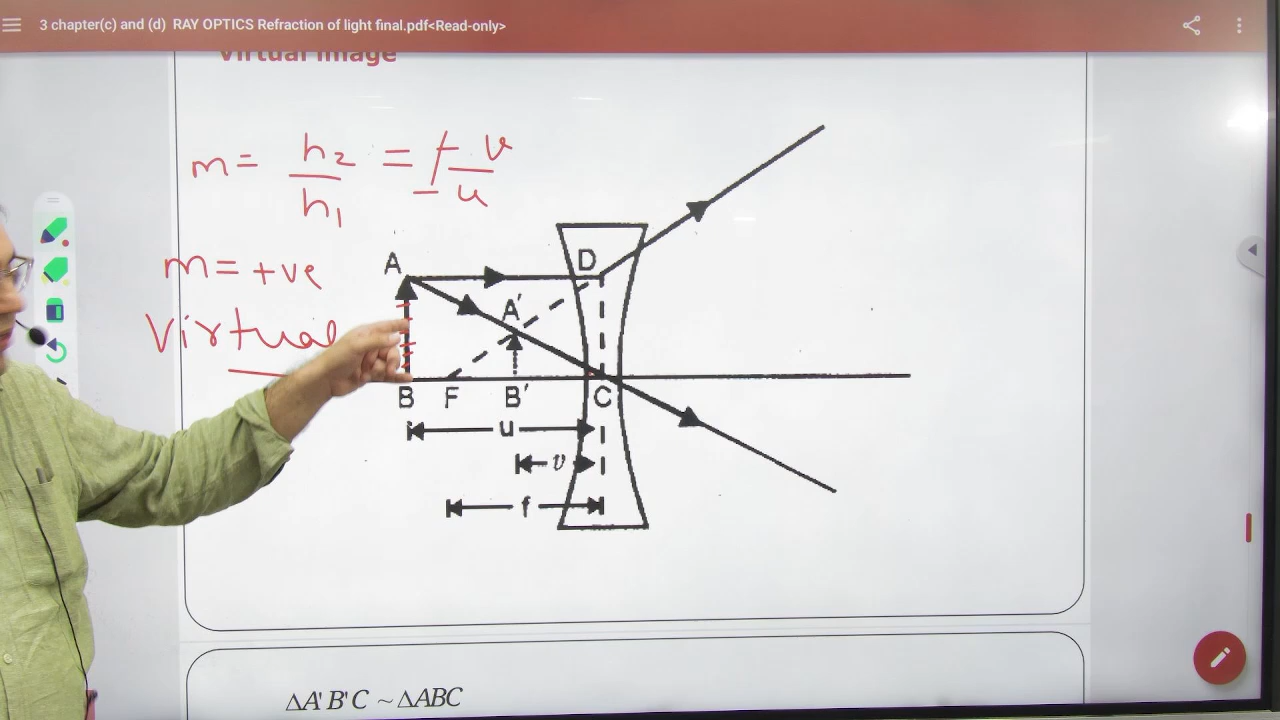 3 chapter(c) and (d) RAY OPTICS Refraction of light final.pdf<Read-only>
Virtual Image
m = h2/h1 = +v/-u
m = +ve
Virtual
A
D
A'
B F B' C
u
v
f
ΔA'B'C ~ ΔABC